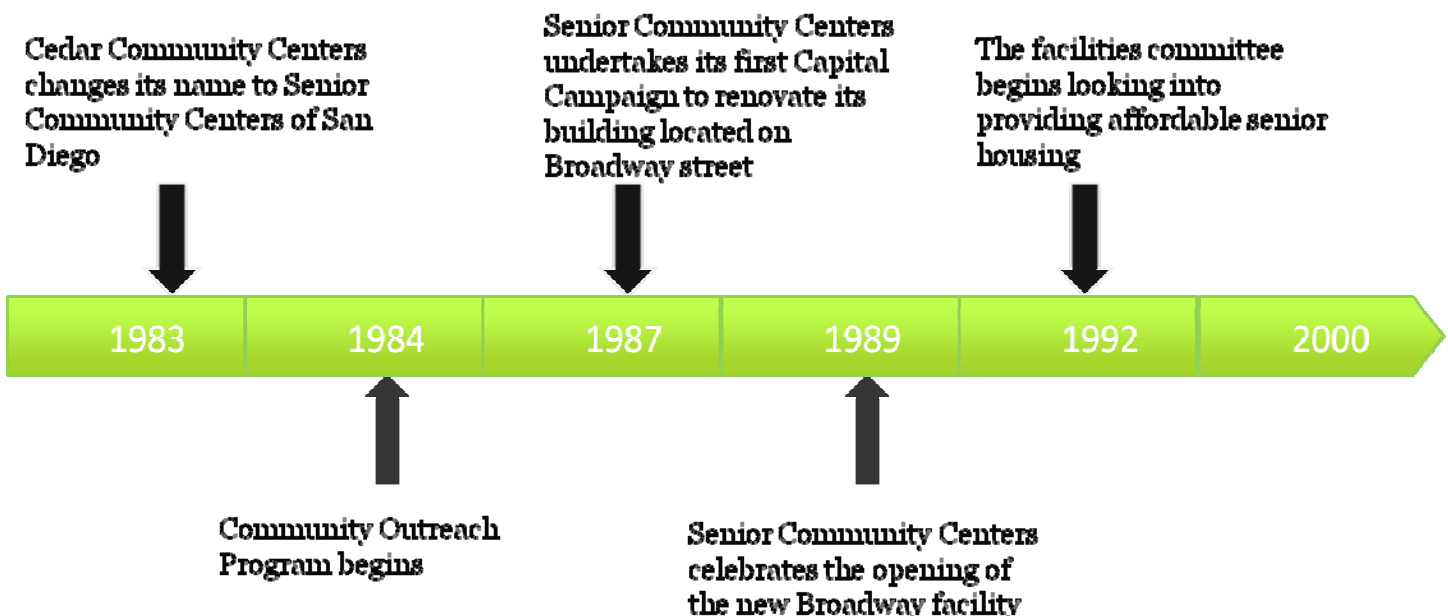 Cedar Community Centers
changes its name to Senior
Community Centers of San
Diego
Senior Community Centers
undertakes its first Capital
Campaign to renovate its
building located on
Broadway street
The facilities committee
begins looking into
providing affordable senior
housing
1983
1984
1987
1989
1992
2000
Community Outreach
Program begins
Senior Community Centers
celebrates the opening of
the new Broadway facility